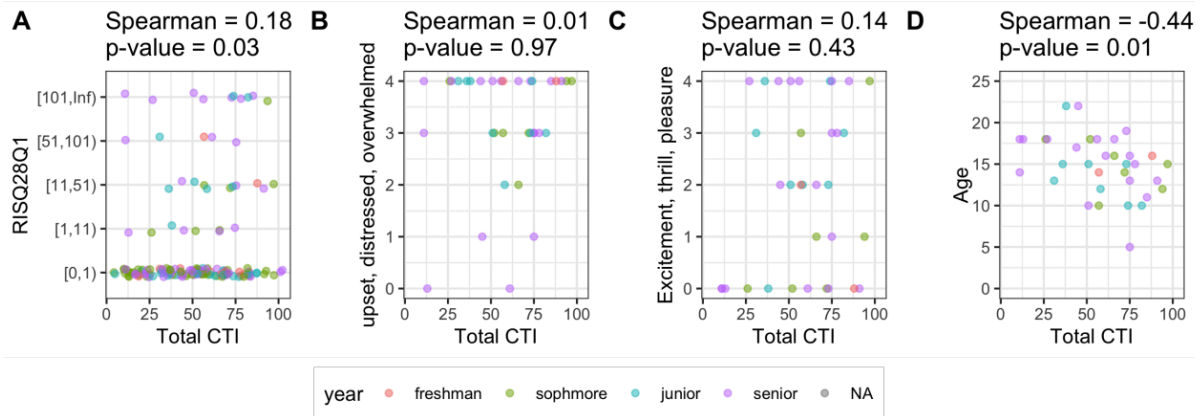 A
Spearman = 0.18
p-value = 0.03
RISQ28Q1
[101,Inf)
[51,101)
[11,51)
[1,11)
[0,1)
0 25 50 75 100
Total CTI
B
Spearman = 0.01
p-value = 0.97
upset, distressed, overwhelmed
4
3
2
1
0
0 25 50 75 100
Total CTI
C
Spearman = 0.14
p-value = 0.43
Excitement, thrill, pleasure
4
3
2
1
0
0 25 50 75 100
Total CTI
D
Spearman = -0.44
p-value = 0.01
Age
25
20
15
10
5
0
0 25 50 75 100
Total CTI
year freshman sophmore junior senior NA